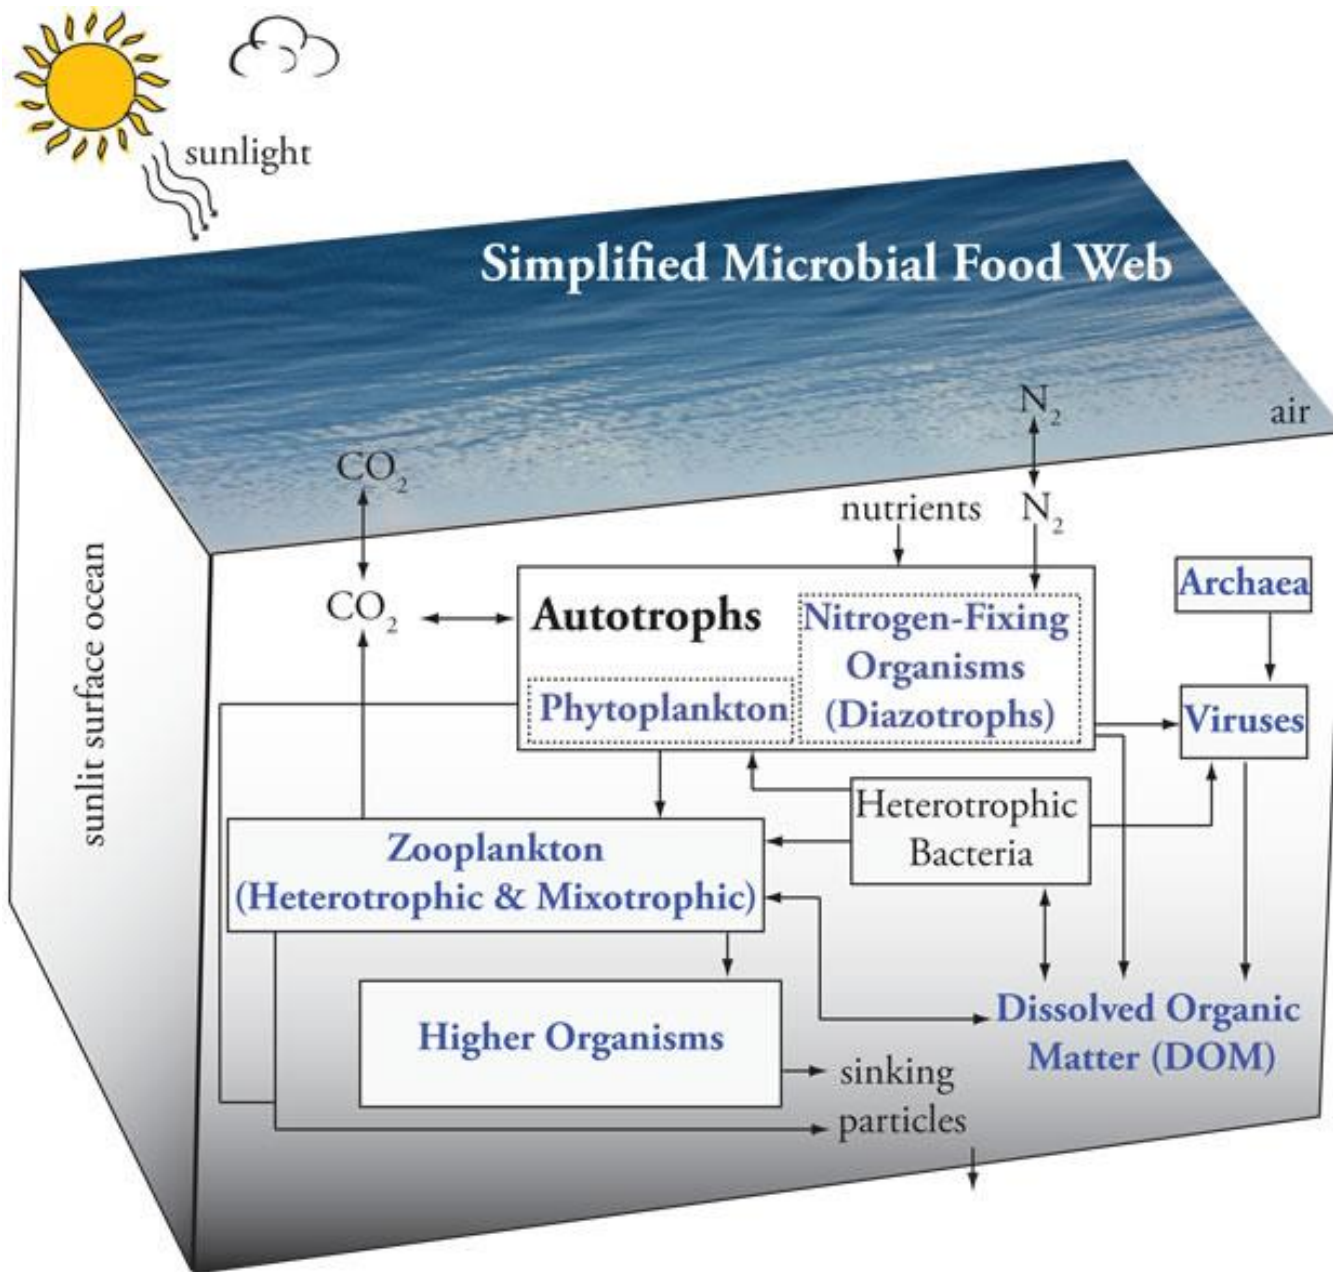 sunlight
Simplified Microbial Food Web
N₂
air
CO₂
nutrients
N₂
sunlit surface ocean
CO₂
Autotrophs
Nitrogen-Fixing
Organisms
(Diazotrophs)
Phytoplankton
Archaea
Viruses
Heterotrophic
Bacteria
Zooplankton
(Heterotrophic & Mixotrophic)
Higher Organisms
Dissolved Organic
Matter (DOM)
sinking
particles